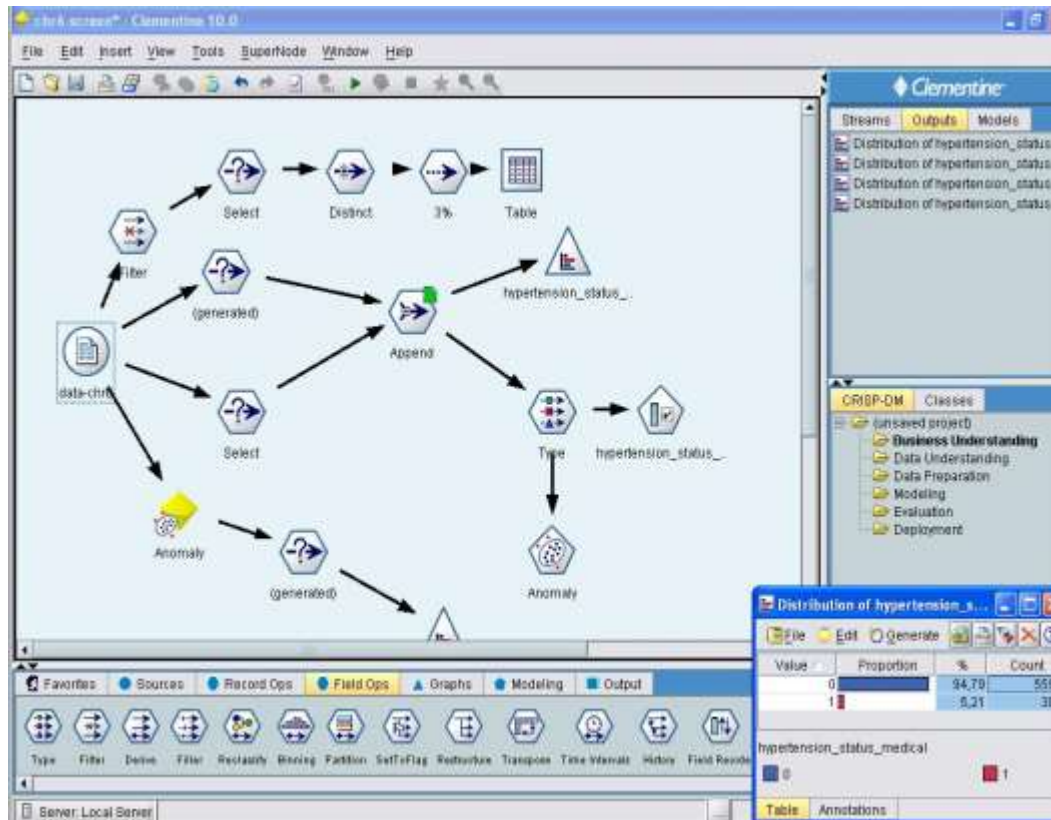 - Clementine 10.0
File Edit Insert View Tools SuperNode Window Help
Clementine
Streams Outputs Models
Distribution of hypertension_status
Distribution of hypertension_status
Distribution of hypertension_status
Distribution of hypertension_status
Select
Distinct
3%
Table
Filter
(generated)
hypertension_status_...
Append
data-chrk
Select
Type
hypertension_status_...
Anomaly
(generated)
Anomaly
CRISP-DM Classes
(unsaved project)
Business Understanding
Data Understanding
Data Preparation
Modeling
Evaluation
Deployment
Distribution of hypertension_s...
File Edit Generate
Value Proportion % Count
0 94,79
1 5,21
hypertension_status_medical
0 1
Table Annotations
Favorites Sources Record Ops Field Ops Graphs Modeling Output
Type Filter Derive Filler Reclassify Binning Partition SetToFlag Restructure Transpose Time Intervals History Field Reorde
Server: Local Server